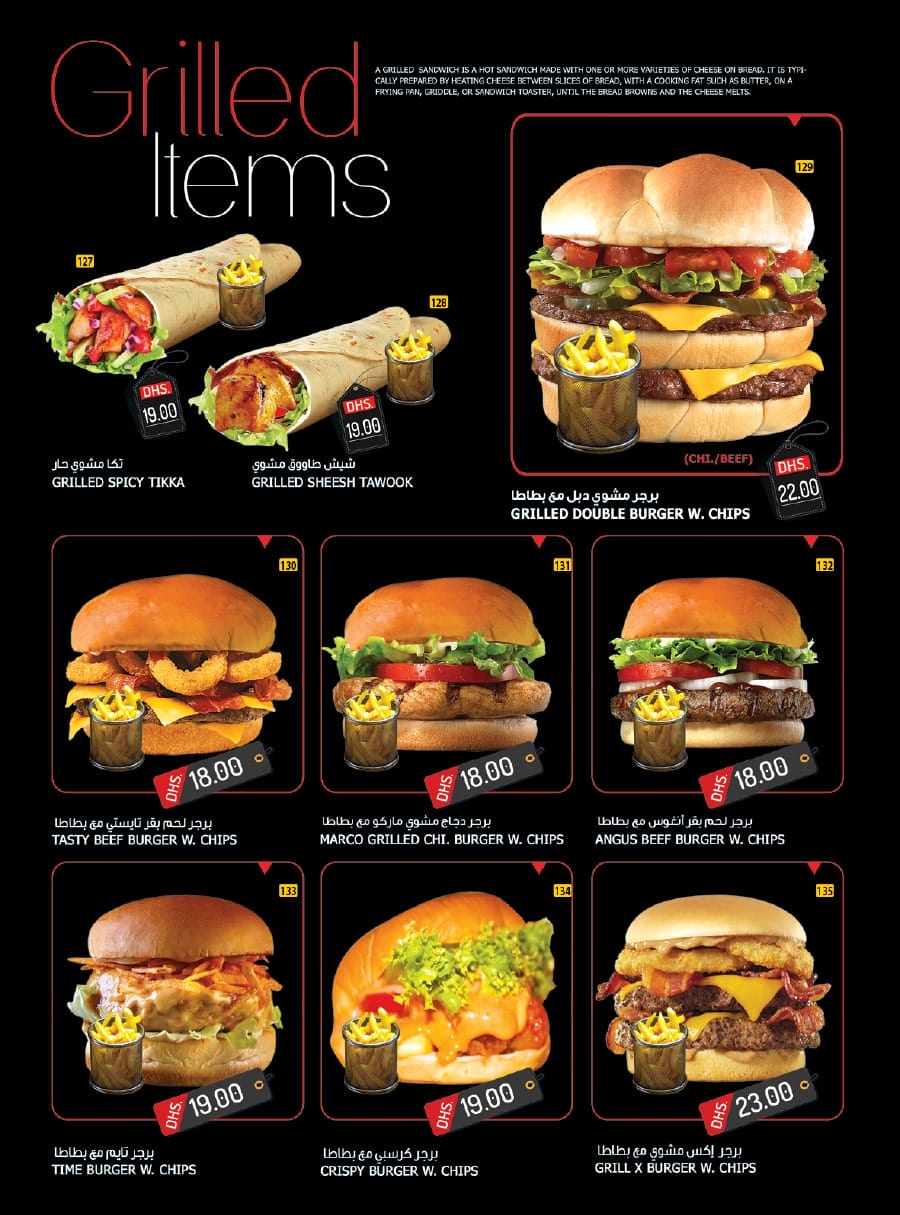 Grilled
Items
A GRILLED SANDWICH IS A HOT SANDWICH MADE WITH ONE OR MORE VARIETIES OF CHEESE ON BREAD. IT IS TYPI-
CALLY PREPARED BY HEATING CHEESE BETWEEN SLICES OF BREAD, WITH A COOKING FAT SUCH AS BUTTER, ON A
FRYING PAN, GRIDDLE, OR SANDWICH TOASTER, UNTIL THE BREAD BROWNS AND THE CHEESE MELTS.
127
DHS.
19.00
تكا مشوي حار
GRILLED SPICY TIKKA
128
DHS.
19.00
شيش طاووق مشوي
GRILLED SHEESH TAWOOK
129
(CHI./BEEF)
DHS.
22.00
برجر مشوي دبل مع بطاطا
GRILLED DOUBLE BURGER W. CHIPS
130
DHS. 18.00
برجر لحم بقر تايستي مع بطاطا
TASTY BEEF BURGER W. CHIPS
131
DHS. 18.00
برجر دجاج مشوي ماركو مع بطاطا
MARCO GRILLED CHI. BURGER W. CHIPS
132
DHS. 18.00
برجر لحم بقر أنغوس مع بطاطا
ANGUS BEEF BURGER W. CHIPS
133
DHS. 19.00
برجر تايم مع بطاطا
TIME BURGER W. CHIPS
134
DHS. 19.00
برجر كرسبي مع بطاطا
CRISPY BURGER W. CHIPS
135
DHS. 23.00
برجر إكس مشوي مع بطاطا
GRILL X BURGER W. CHIPS